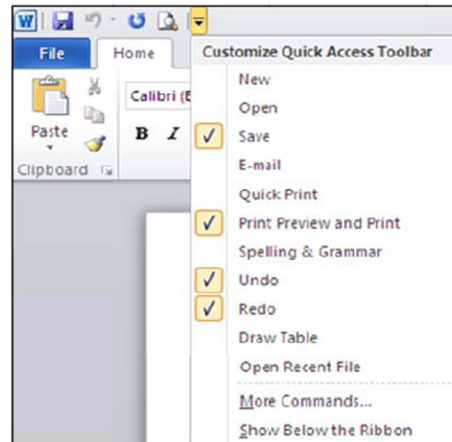 W
File Home Customize Quick Access Toolbar
New
Calibri (E
Open
Paste
B I Save
E-mail
Clipboard
Quick Print
Print Preview and Print
Spelling & Grammar
Undo
Redo
Draw Table
Open Recent File
More Commands...
Show Below the Ribbon